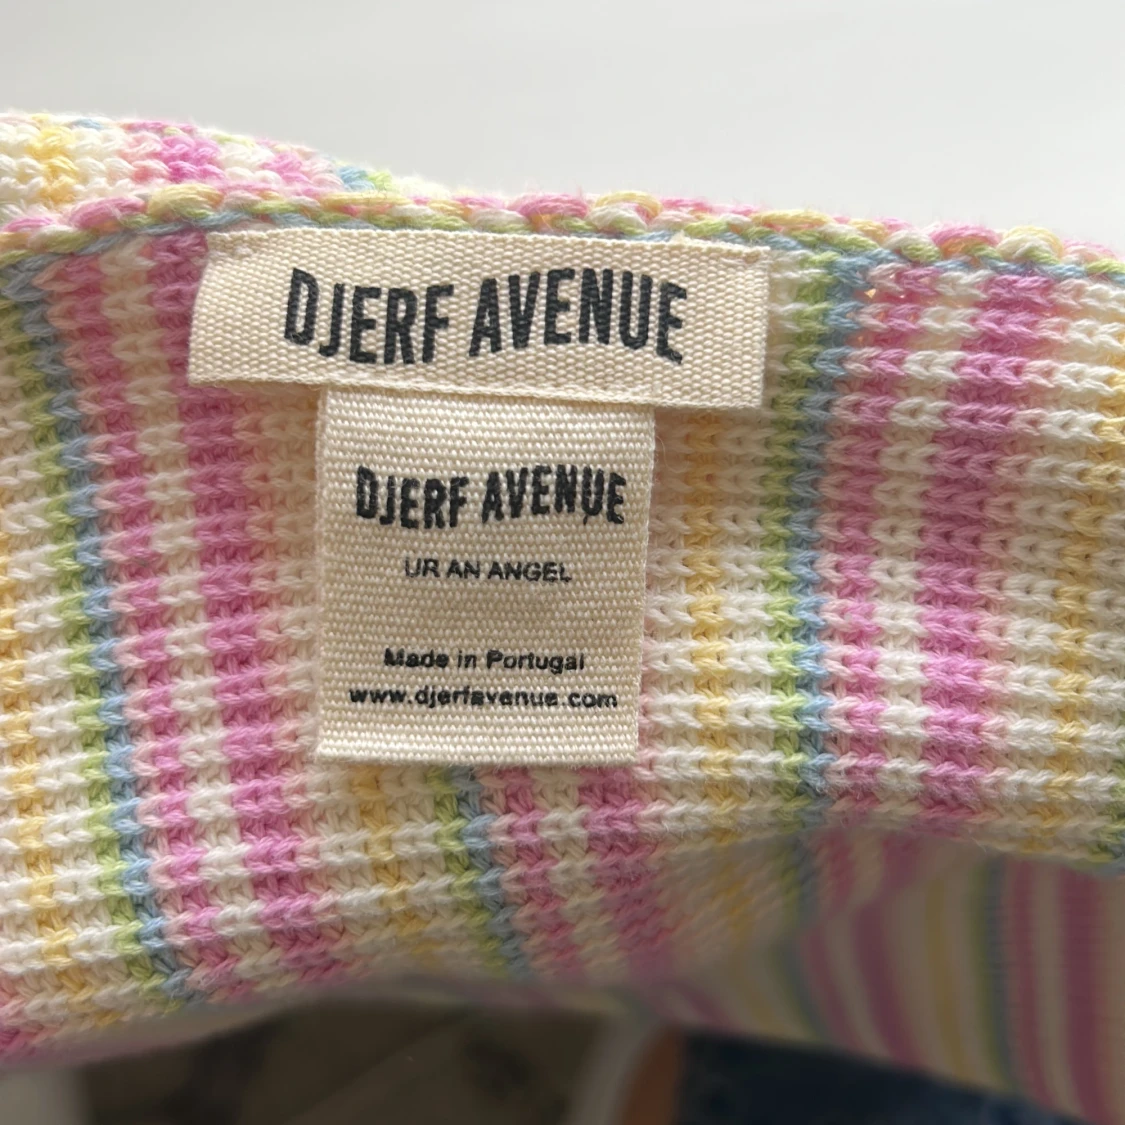 DJERF AVENUE
DJERF AVENUE
UR AN ANGEL
Made in Portugal
www.djerfavenue.com